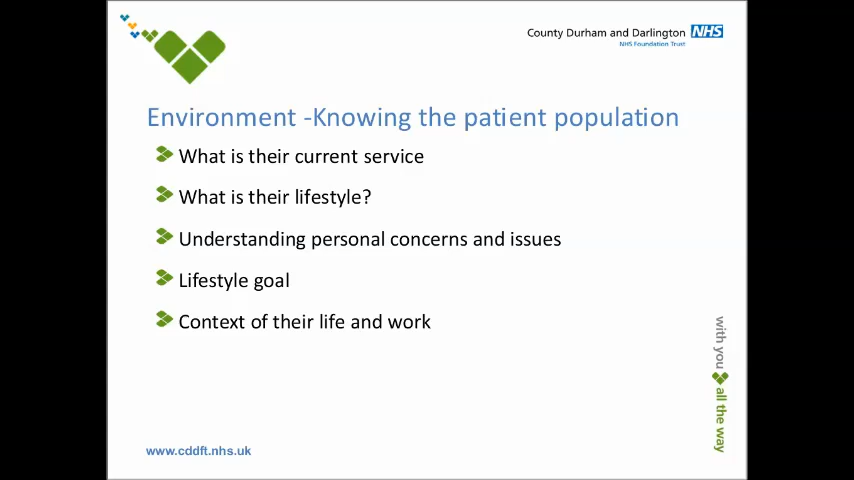 County Durham and Darlington NHS
NHS Foundation Trust
Environment -Knowing the patient population
What is their current service
What is their lifestyle?
Understanding personal concerns and issues
Lifestyle goal
Context of their life and work
with you all the way
www.cddft.nhs.uk